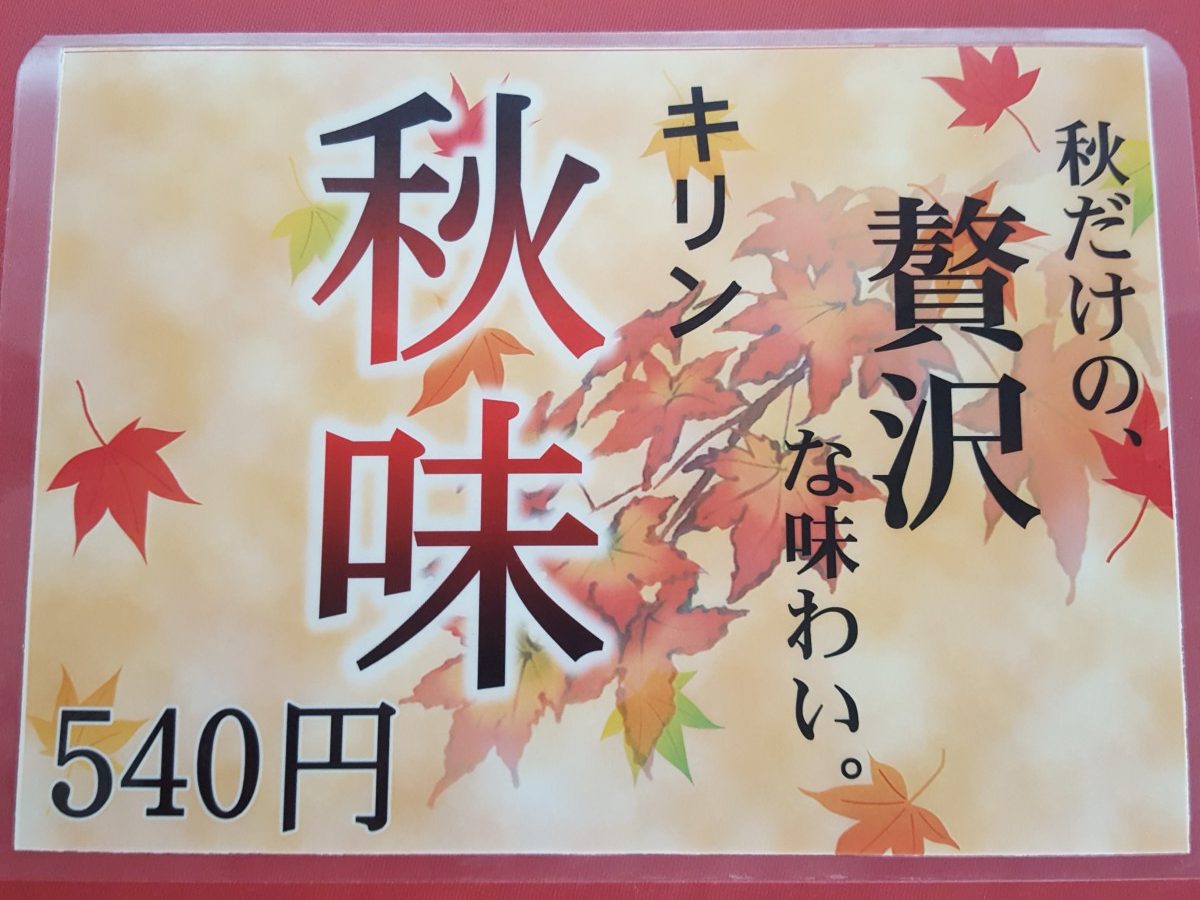 秋だけの、
贅沢
な味わい。
キリン
秋味
540円